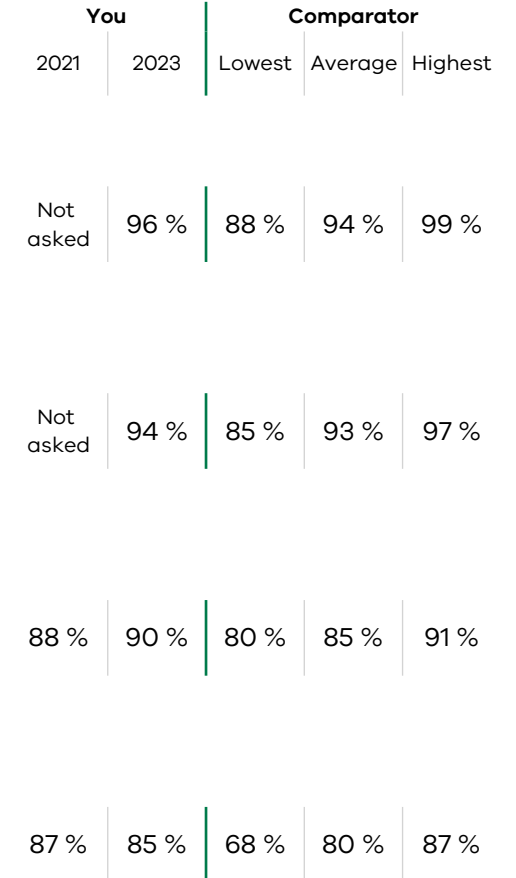 You Comparator
2021 2023 Lowest Average Highest
Not
asked 96 % 88 % 94 % 99 %
Not
asked 94 % 85 % 93 % 97 %
88 % 90 % 80 % 85 % 91 %
87 % 85 % 68 % 80 % 87 %